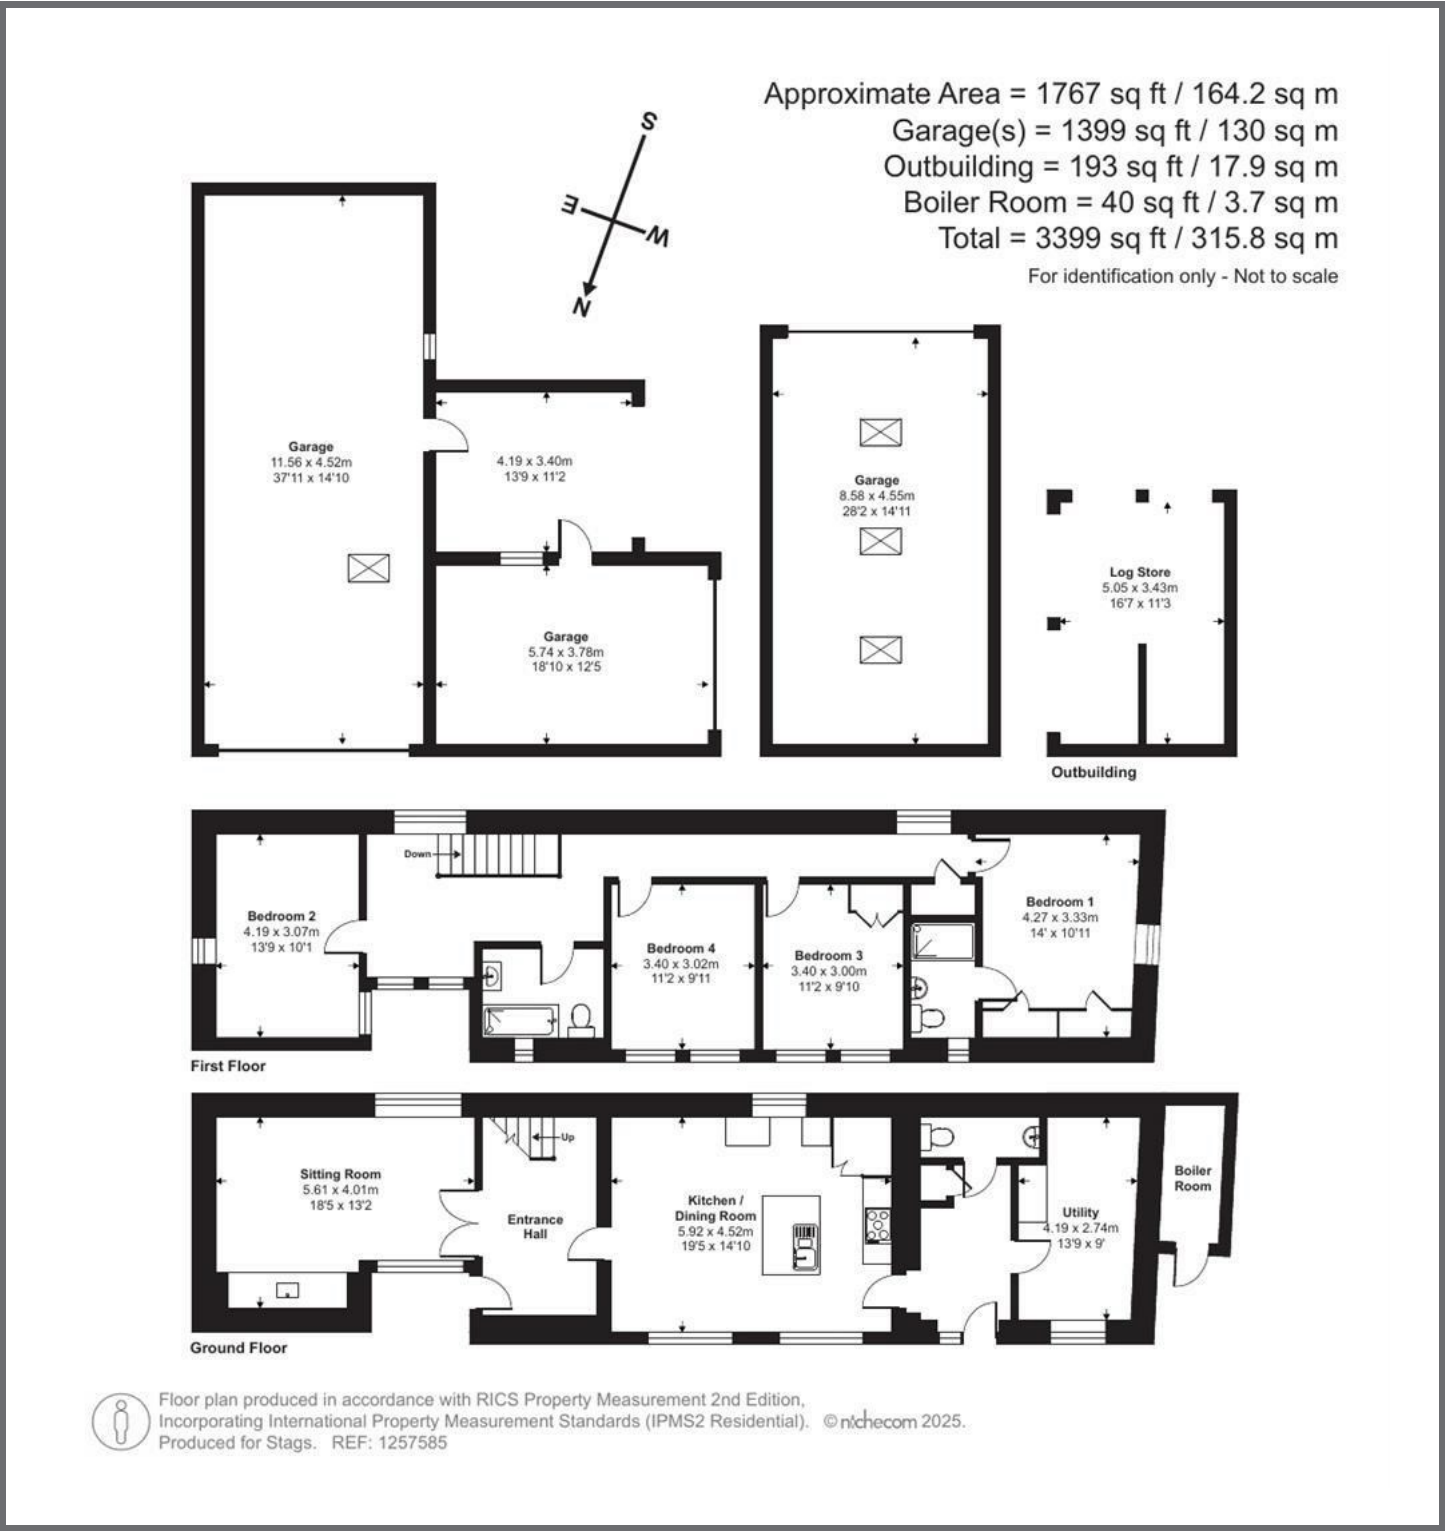 Approximate Area = 1767 sq ft / 164.2 sq m
Garage(s) = 1399 sq ft / 130 sq m
Outbuilding = 193 sq ft / 17.9 sq m
Boiler Room = 40 sq ft / 3.7 sq m
Total = 3399 sq ft / 315.8 sq m
For identification only - Not to scale
S
E
W
N
Garage
11.56 x 4.52m
37'11 x 14'10
4.19 x 3.40m
13'9 x 11'2
Garage
5.74 x 3.78m
18'10 x 12'5
Garage
8.58 x 4.55m
28'2 x 14'11
Log Store
5.05 x 3.43m
16'7 x 11'3
Outbuilding
Down
Bedroom 2
4.19 x 3.07m
13'9 x 10'1
Bedroom 4
3.40 x 3.02m
11'2 x 9'11
Bedroom 3
3.40 x 3.00m
11'2 x 9'10
Bedroom 1
4.27 x 3.33m
14' x 10'11
First Floor
Up
Sitting Room
5.61 x 4.01m
18'5 x 13'2
Entrance
Hall
Kitchen /
Dining Room
5.92 x 4.52m
19'5 x 14'10
Utility
4.19 x 2.74m
13'9 x 9'
Boiler
Room
Ground Floor
Floor plan produced in accordance with RICS Property Measurement 2nd Edition,
Incorporating International Property Measurement Standards (IPMS2 Residential). © nichecom 2025.
Produced for Stags. REF: 1257585